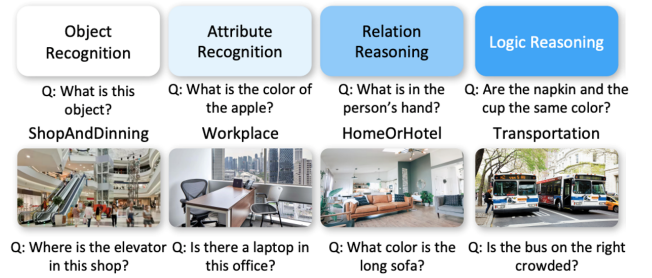 Object
Recognition
Attribute
Recognition
Relation
Reasoning
Logic Reasoning
Q: What is this
object?
Q: What is the color of
the apple?
Q: What is in the
person's hand?
Q: Are the napkin and the
cup the same color?
ShopAndDinning
Workplace
HomeOrHotel
Transportation
Q: Where is the elevator
in this shop?
Q: Is there a laptop in
this office?
Q: What color is the
long sofa?
Q: Is the bus on the right
crowded?